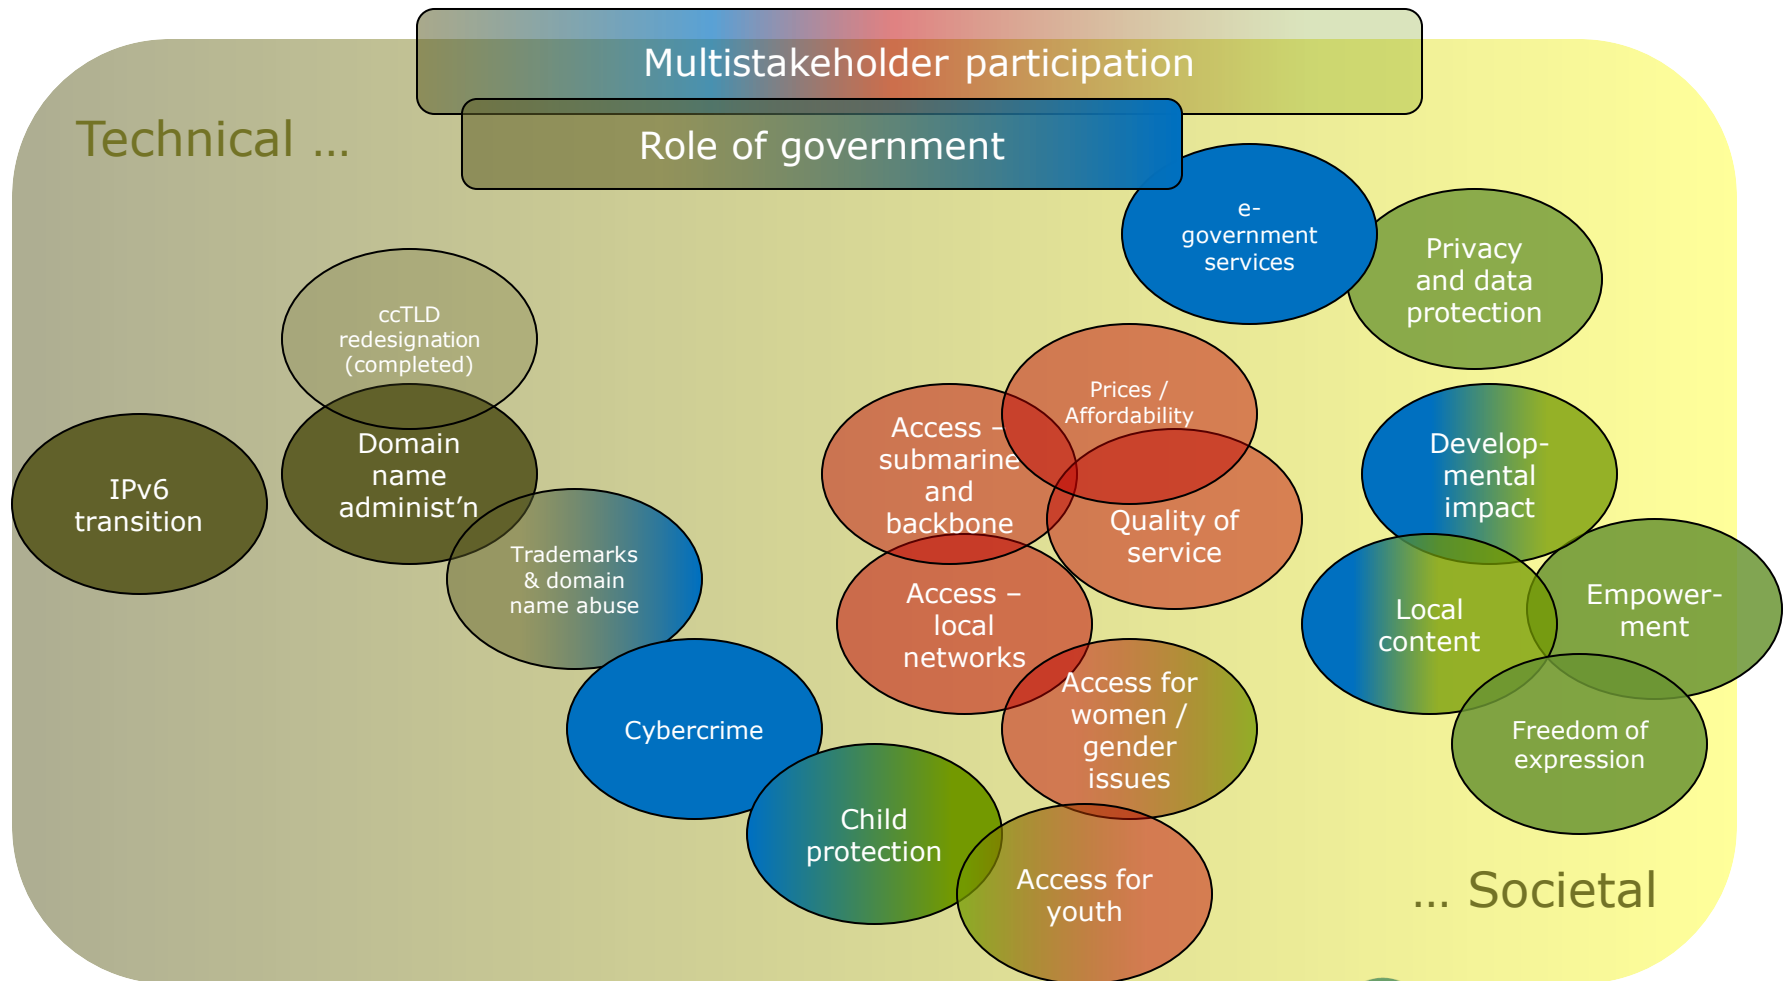 Multistakeholder participation
Technical ...
Role of government
e-
government
services
Privacy
and data
protection
ccTLD
redesignation
(completed)
Prices /
Affordability
Access –
submarine
and
backbone
Domain
name
administ’n
Develop-
mental
impact
IPv6
transition
Quality of
service
Trademarks
& domain
name abuse
Access –
local
networks
Local
content
Empower-
ment
Access for
women /
gender
issues
Cybercrime
Freedom of
expression
Child
protection
Access for
youth
... Societal